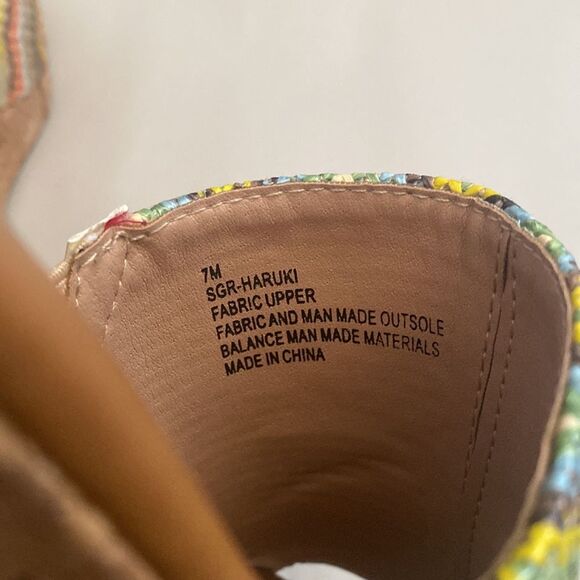 7M
SGR-HARUKI
FABRIC UPPER
FABRIC AND MAN MADE OUTSOLE
BALANCE MAN MADE MATERIALS
MADE IN CHINA